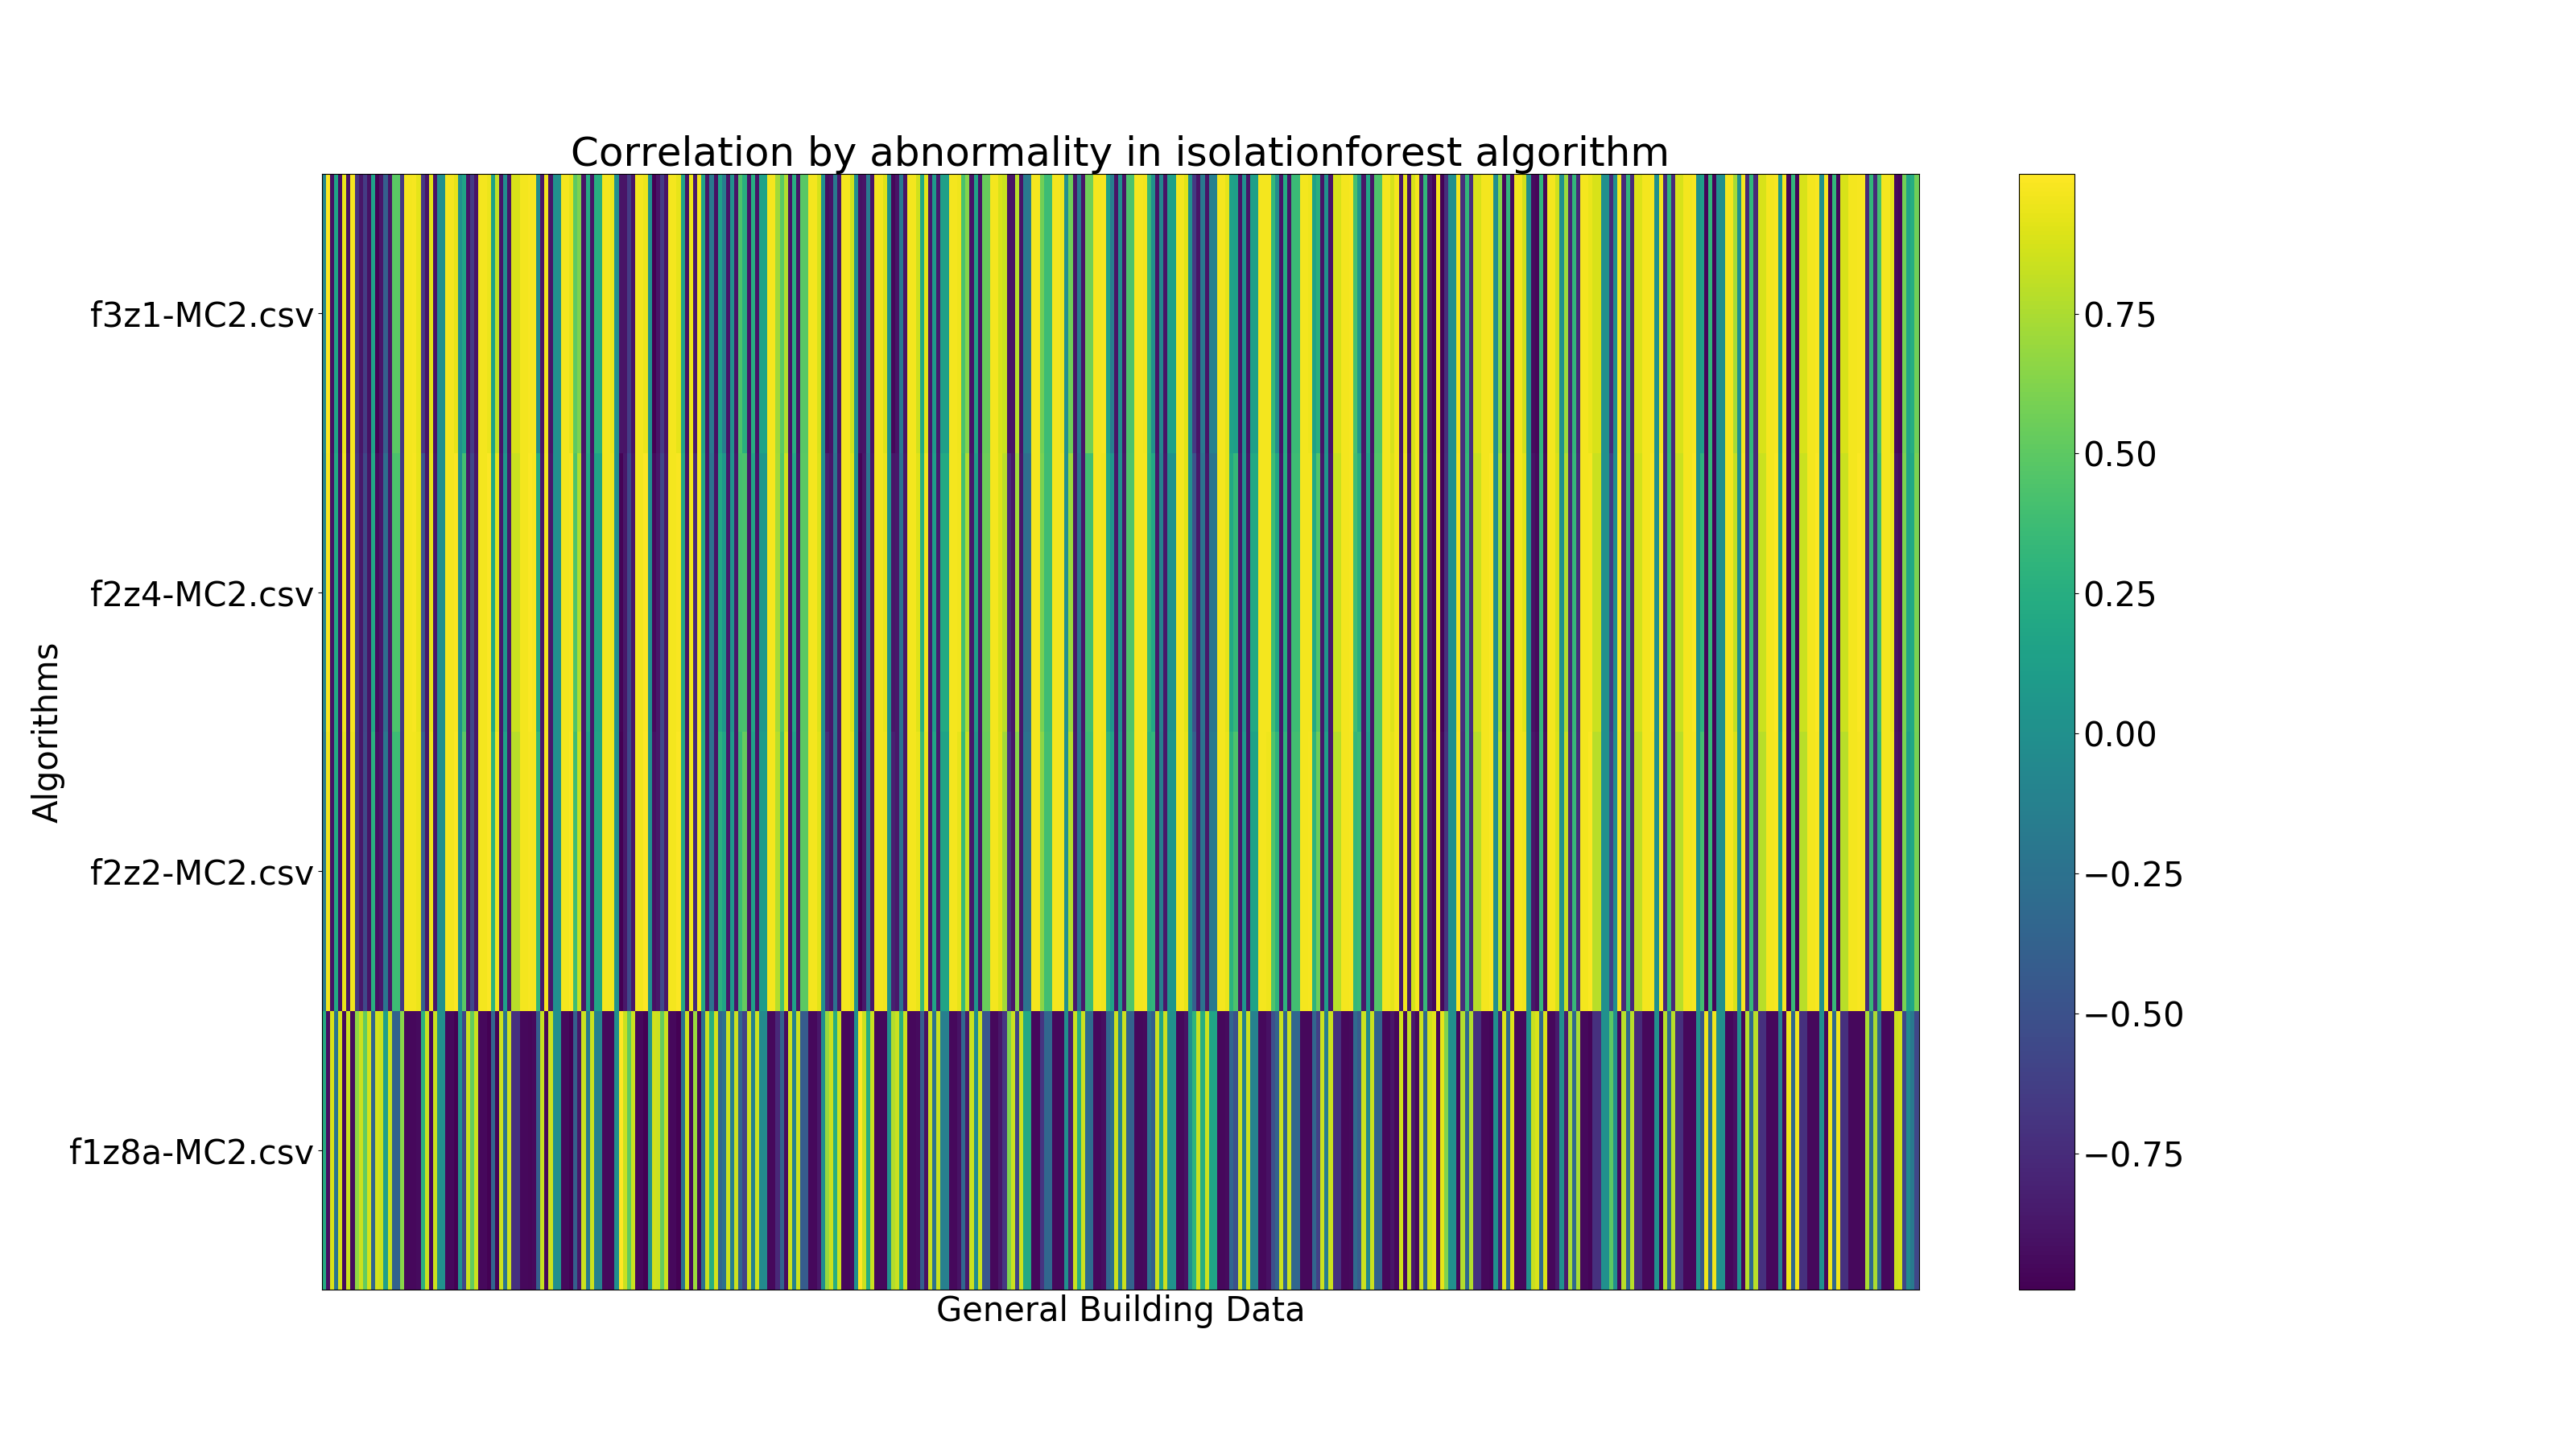 Correlation by abnormality in isolationforest algorithm
Algorithms
f3z1-MC2.csv
f2z4-MC2.csv
f2z2-MC2.csv
f1z8a-MC2.csv
General Building Data
0.75
0.50
0.25
0.00
−0.25
−0.50
−0.75